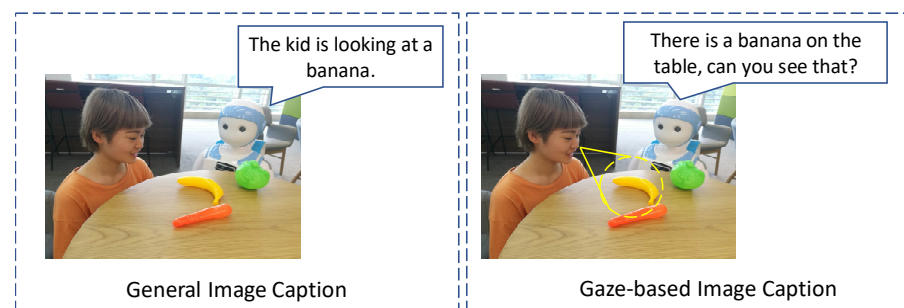 The kid is looking at a
banana.
General Image Caption
There is a banana on the
table, can you see that?
Gaze-based Image Caption